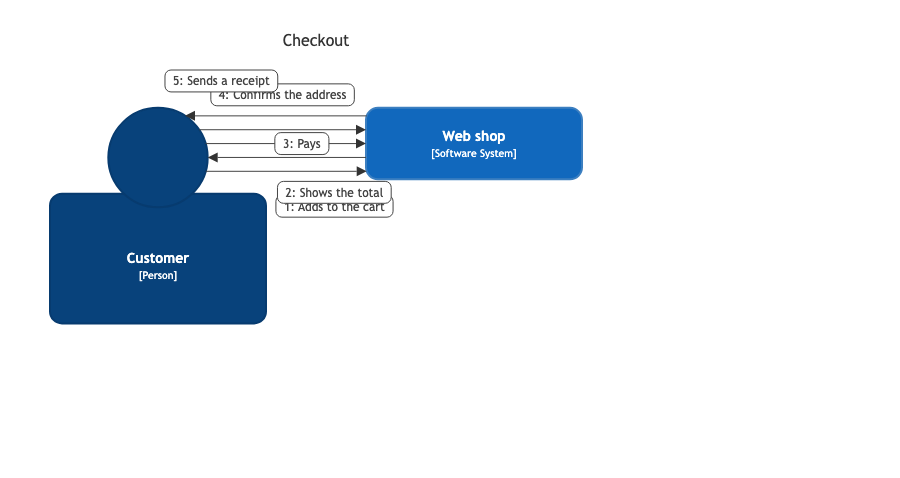 Checkout
5: Sends a receipt
4: Confirms the address
Web shop
[Software System]
3: Pays
2: Shows the total
1: Adds to the cart
Customer
[Person]